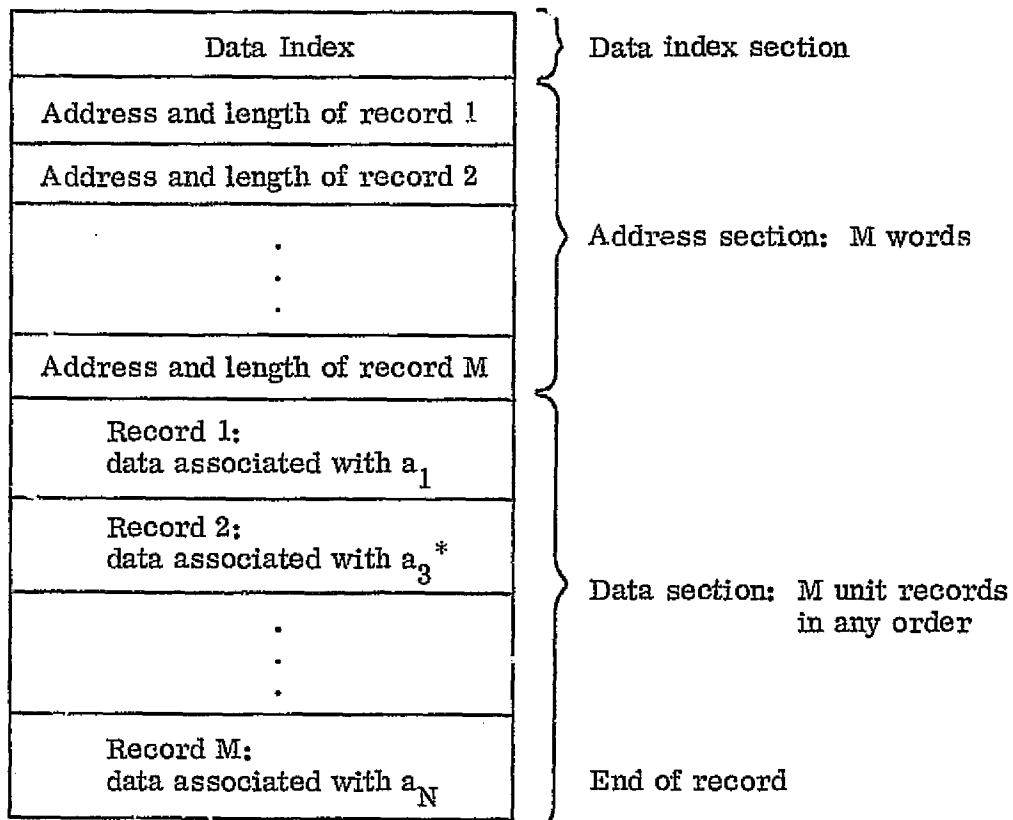 Data Index
Data index section
Address and length of record 1
Address and length of record 2
Address section: M words
Address and length of record M
Record 1:
data associated with a₁
Record 2:
data associated with a₃*
Data section: M unit records
in any order
Record M:
data associated with a_N
End of record